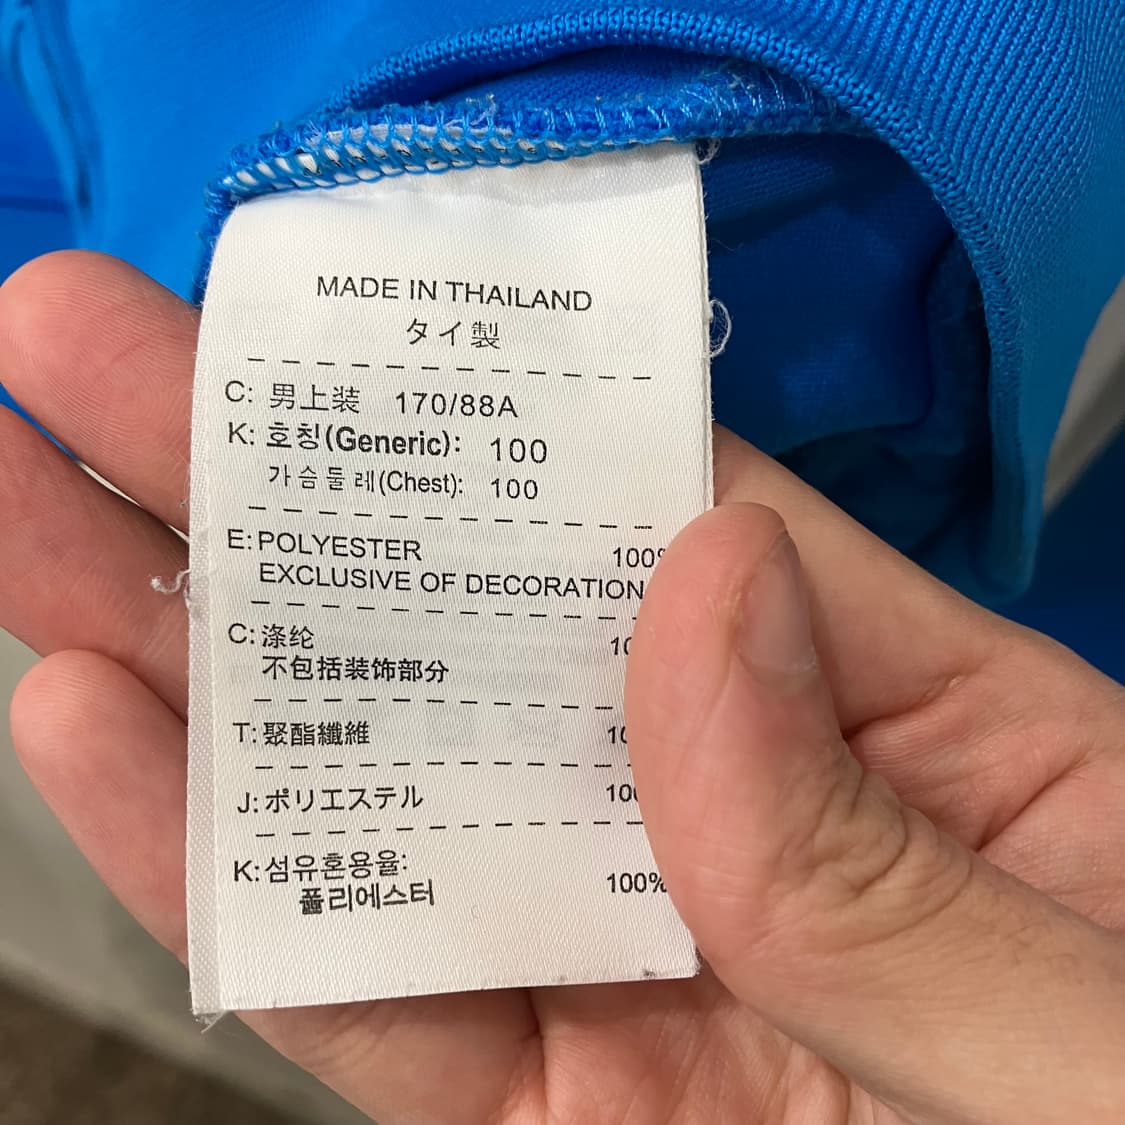 MADE IN THAILAND
タイ製
C: 男上装 170/88A
K: 호칭(Generic): 100
가슴둘레(Chest): 100
E: POLYESTER 100%
EXCLUSIVE OF DECORATION
C: 涤纶
不包括装饰部分
T: 聚酯纖維
J: ポリエステル
K: 섬유혼용율:
폴리에스터 100%